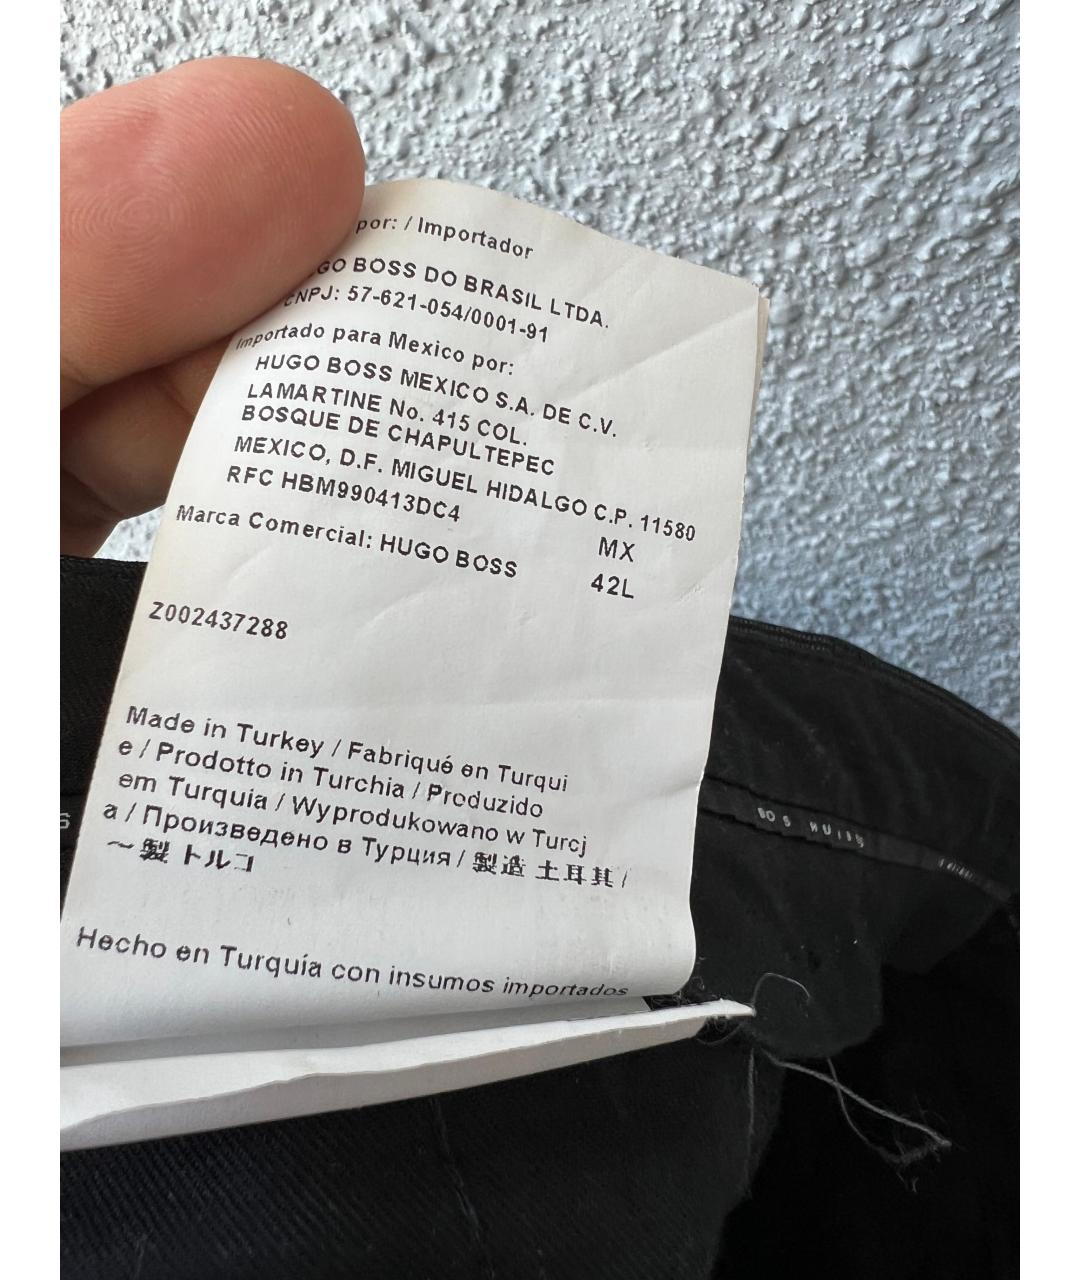 por: / Importador
GO BOSS DO BRASIL LTDA.
CNPJ: 57-621-054/0001-91
Importado para Mexico por:
HUGO BOSS MEXICO S.A. DE C.V.
LAMARTINE No. 415 COL.
BOSQUE DE CHAPULTEPEC
MEXICO, D.F. MIGUEL HIDALGO C.P. 11580
RFC HBM990413DC4
MX
Marca Comercial: HUGO BOSS
42L
Z002437288
Made in Turkey / Fabriqué en Turqui
e / Prodotto in Turchia / Produzido
em Turquia / Wyprodukowano w Turcj
a / Произведено в Турция / 製造 土耳其 /
〜製 トルコ
Hecho en Turquía con insumos importados